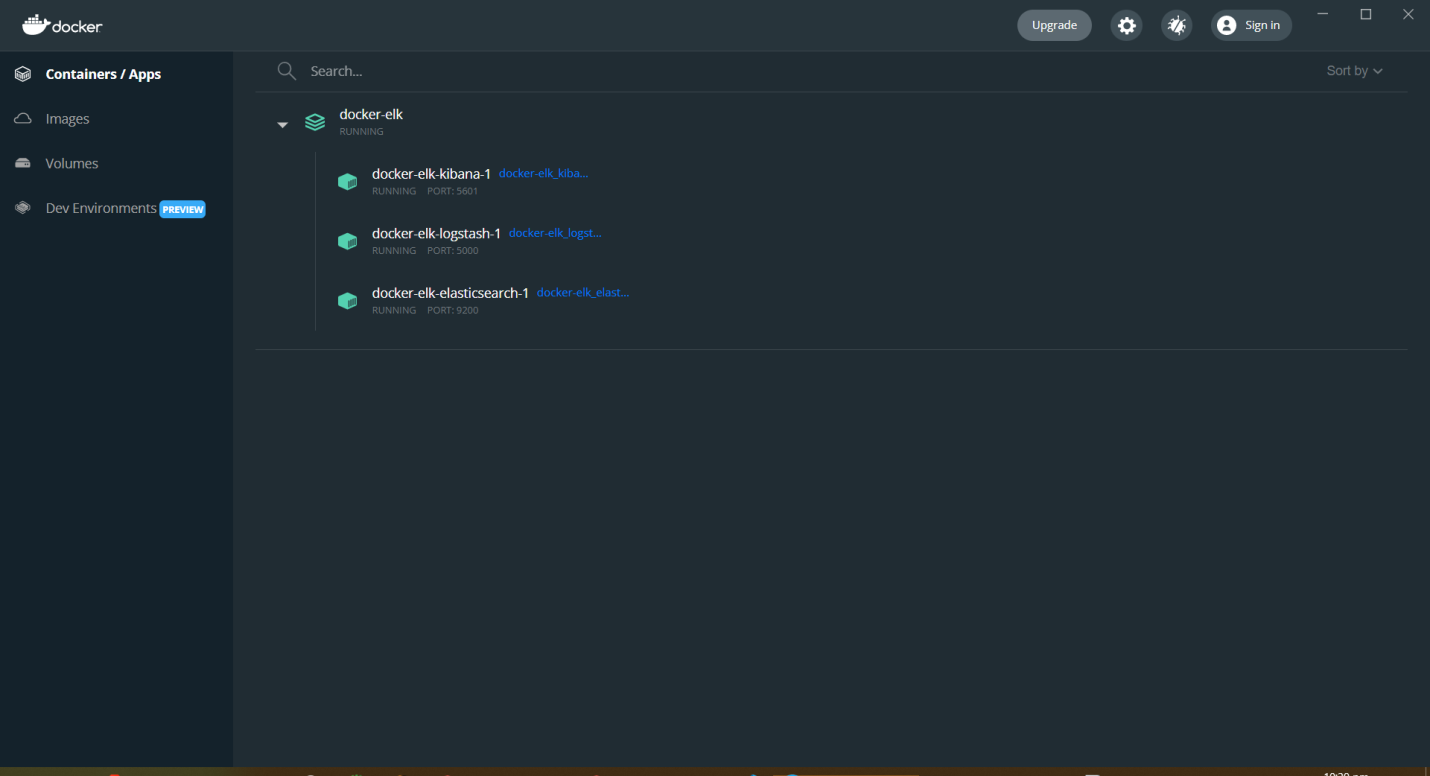 docker
Upgrade
Sign in
Containers / Apps
Images
Volumes
Dev Environments PREVIEW
Search...
Sort by
docker-elk
RUNNING
docker-elk-kibana-1 docker-elk_kiba...
RUNNING PORT: 5601
docker-elk-logstash-1 docker-elk_logst...
RUNNING PORT: 5000
docker-elk-elasticsearch-1 docker-elk_elast...
RUNNING PORT: 9200